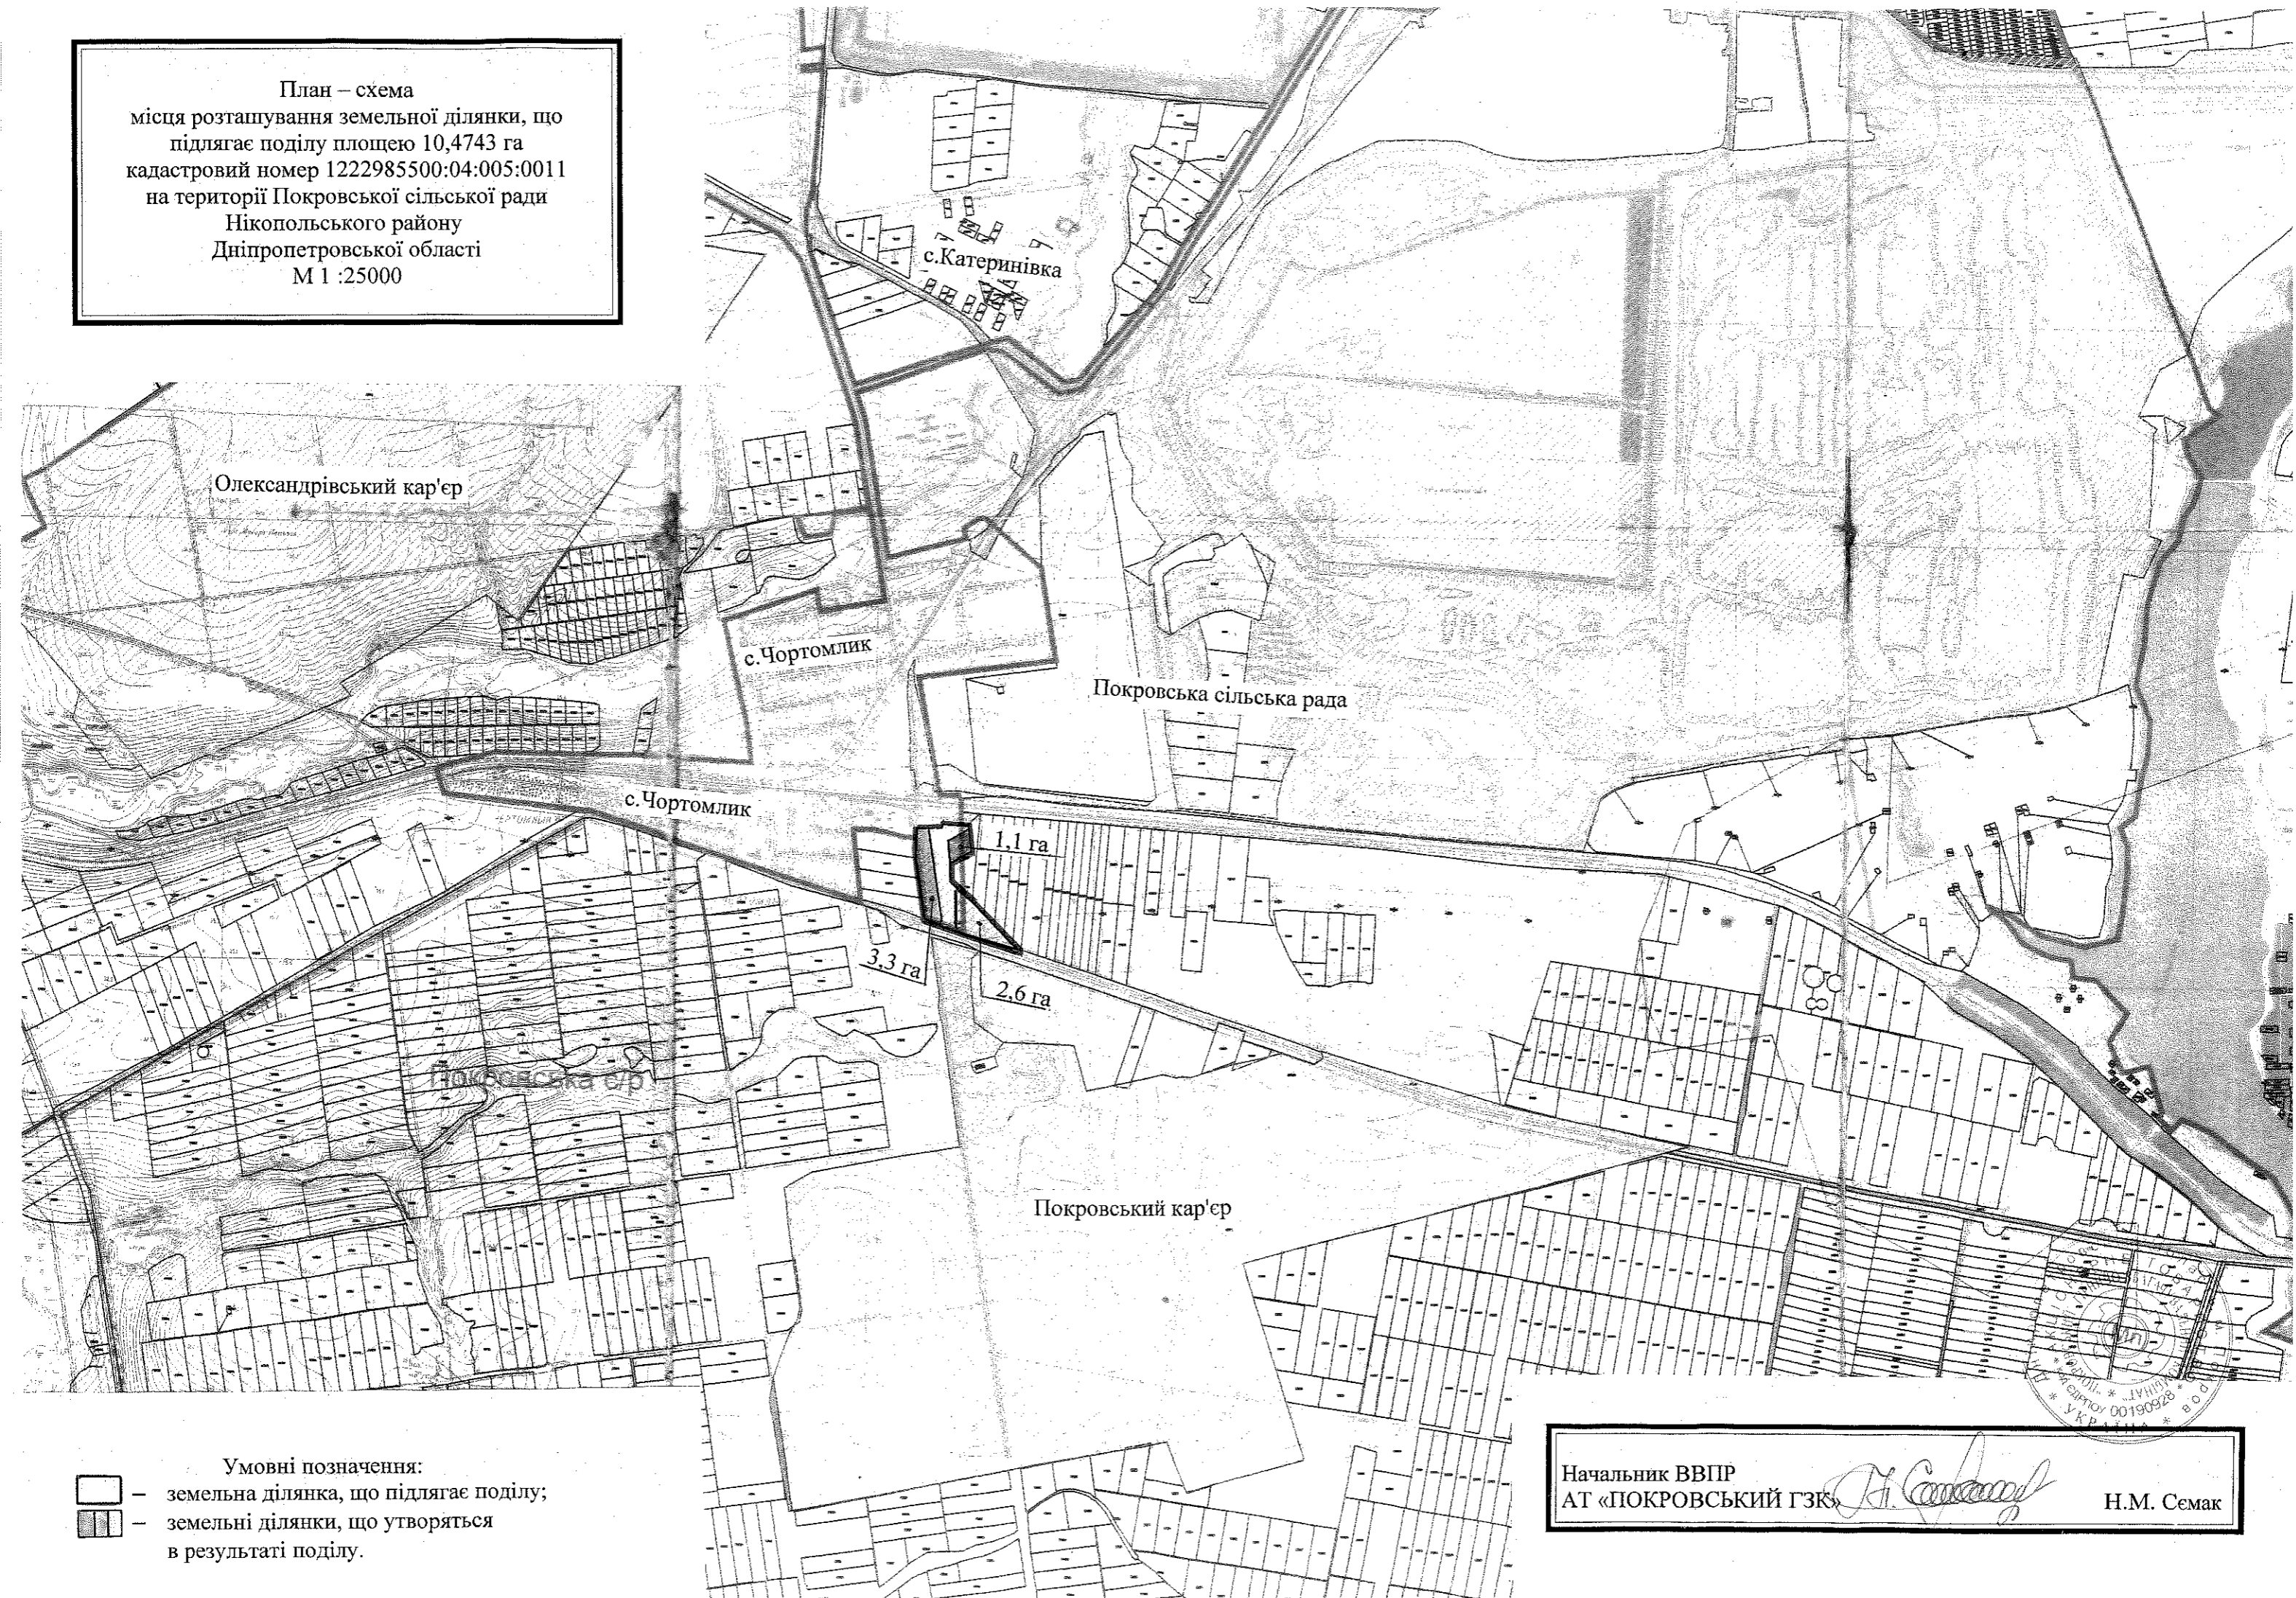 План – схема
місця розташування земельної ділянки, що
підлягає поділу площею 10,4743 га
кадастровий номер 1222985500:04:005:0011
на території Покровської сільської ради
Нікопольського району
Дніпропетровської області
М 1 :25000
с.Катеринівка
Олександрівський кар'єр
с.Чортомлик
Покровська сільська рада
с.Чортомлик
1,1 га
3,3 га
2,6 га
Покровська с/р
Покровський кар'єр
Умовні позначення:
– земельна ділянка, що підлягає поділу;
– земельні ділянки, що утворяться
в результаті поділу.
Начальник ВВПР
АТ «ПОКРОВСЬКИЙ ГЗК»
Н.М. Сємак
00190928
УКРАЇНА